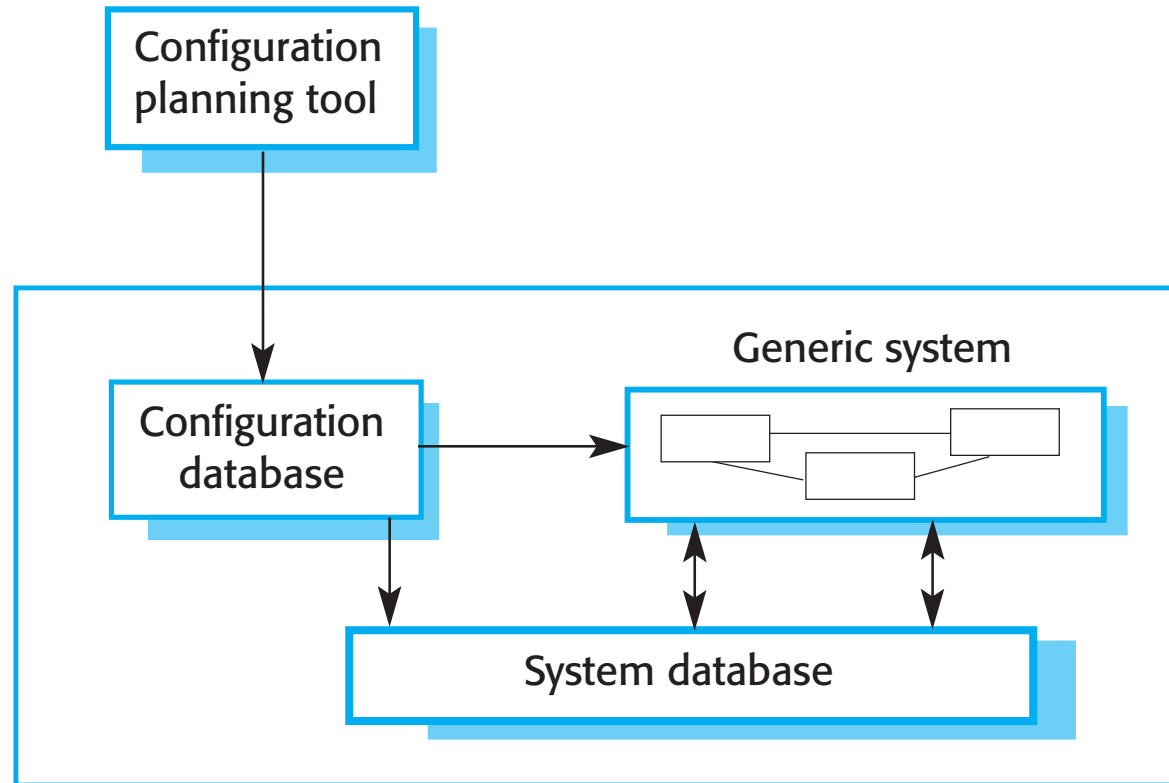 Configuration
planning tool
Generic system
Configuration
database
System database